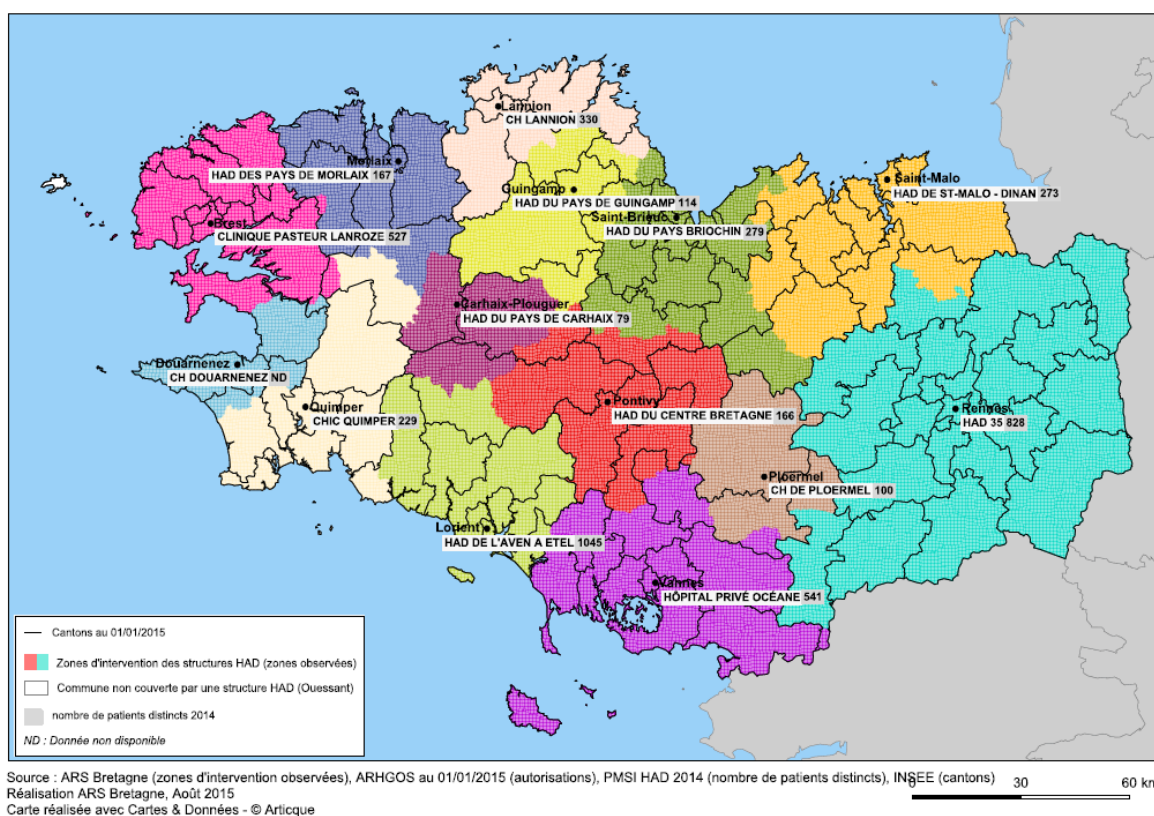 Lannion
CH LANNION 330
Morlaix
HAD DES PAYS DE MORLAIX 167
Guingamp
HAD DU PAYS DE GUINGAMP 114
Saint-Malo
HAD DE ST-MALO - DINAN 273
Saint-Brieuc
HAD DU PAYS BRIOCHIN 279
Brest
CLINIQUE PASTEUR LANROZE 527
Carhaix-Plouguer
HAD DU PAYS DE CARHAIX 79
Douarnenez
CH DOUARNENEZ ND
Quimper
CHIC QUIMPER 229
Pontivy
HAD DU CENTRE BRETAGNE 166
Rennes
HAD 35 828
Ploermel
CH DE PLOERMEL 100
Lorient
HAD DE L'AVEN A ETEL 1045
Vannes
HÔPITAL PRIVÉ OCÉANE 541
Cantons au 01/01/2015
Zones d'intervention des structures HAD (zones observées)
Commune non couverte par une structure HAD (Ouessant)
nombre de patients distincts 2014
ND : Donnée non disponible
Source : ARS Bretagne (zones d'intervention observées), ARHGOS au 01/01/2015 (autorisations), PMSI HAD 2014 (nombre de patients distincts), INSEE (cantons)
Réalisation ARS Bretagne, Août 2015
Carte réalisée avec Cartes & Données - © Articque
0 30 60 km